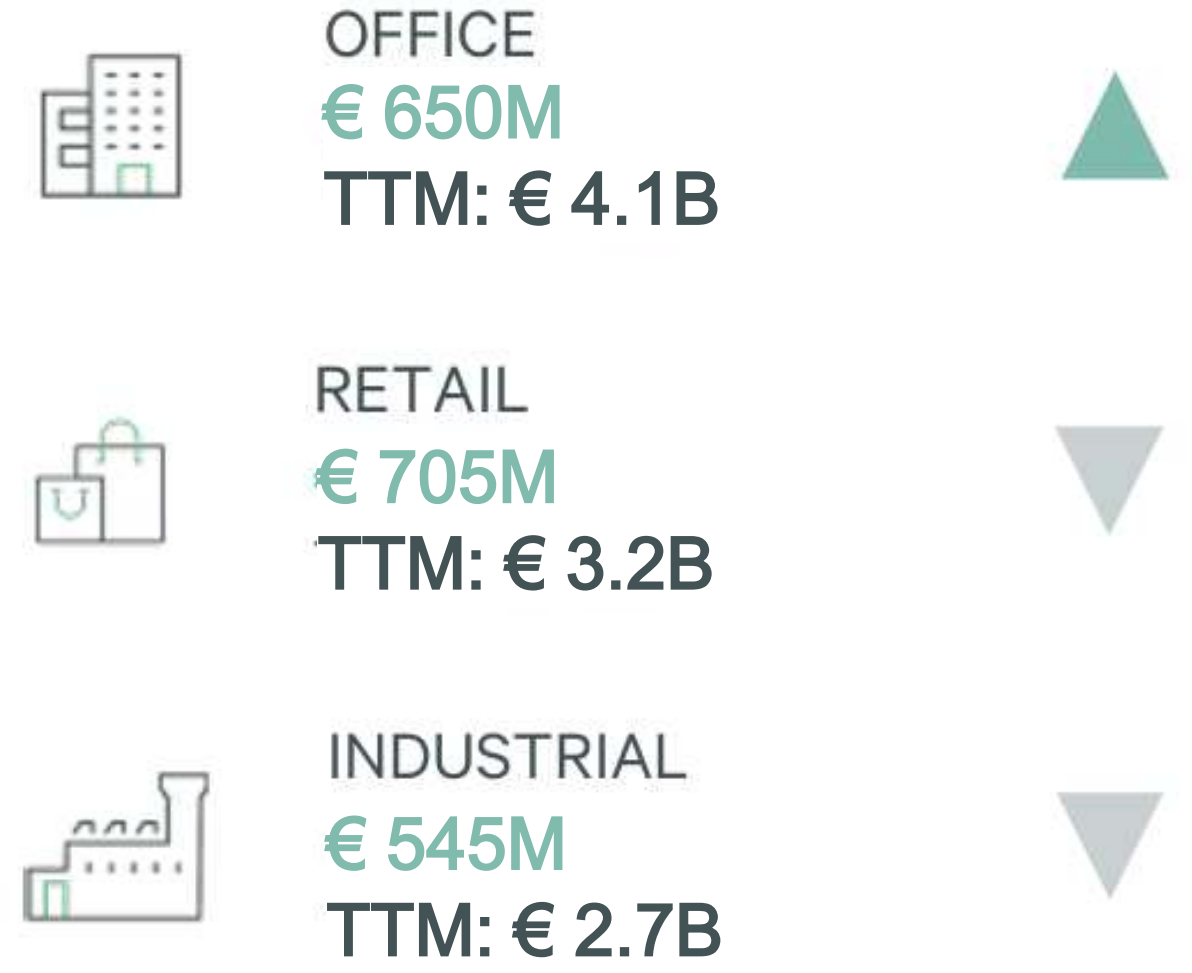 OFFICE
€ 650M
TTM: € 4.1B
RETAIL
€ 705M
TTM: € 3.2B
INDUSTRIAL
€ 545M
TTM: € 2.7B